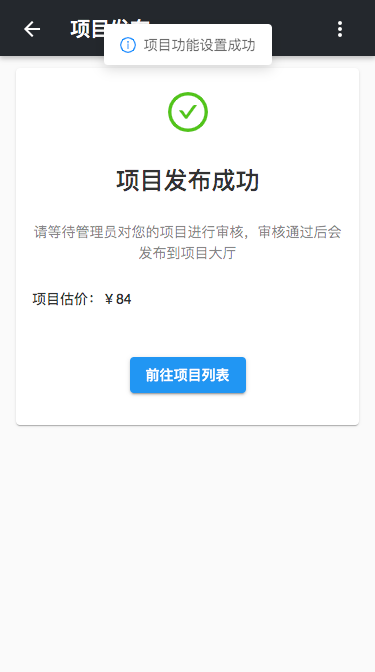 项目发布
项目功能设置成功
项目发布成功
请等待管理员对您的项目进行审核，审核通过后会
发布到项目大厅
项目估价：￥84
前往项目列表